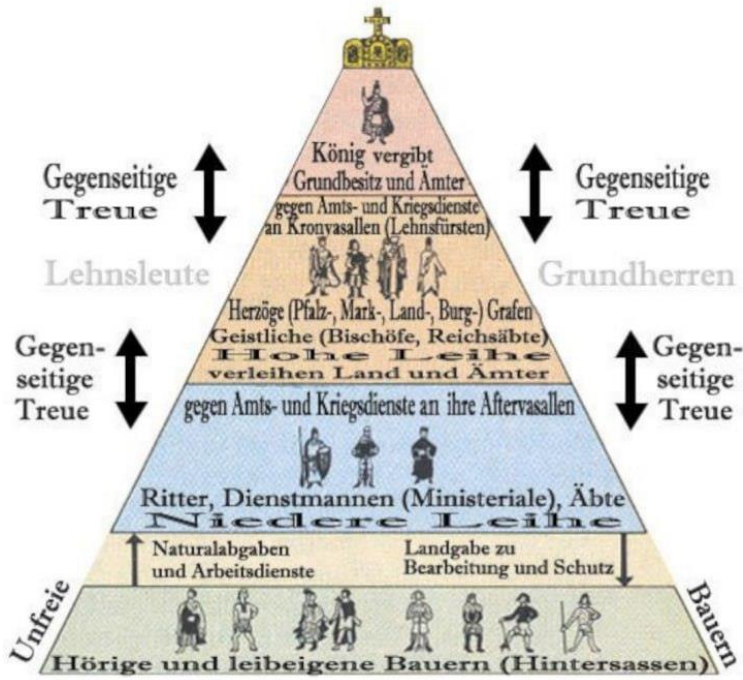 König vergibt
Grundbesitz und Ämter
Gegenseitige
Treue
Gegenseitige
Treue
gegen Amts- und Kriegsdienste
an Kronvasallen (Lehnsfürsten)
Lehnsleute
Grundherren
Herzöge (Pfalz-, Mark-, Land-, Burg-) Grafen
Geistliche (Bischöfe, Reichsäbte)
Hohe Leihe
verleihen Land und Ämter
Gegen-
seitige
Treue
Gegen-
seitige
Treue
gegen Amts- und Kriegsdienste an ihre Aftervasallen
Ritter, Dienstmannen (Ministeriale), Äbte
Niedere Leihe
Naturalabgaben
und Arbeitsdienste
Landgabe zu
Bearbeitung und Schutz
Unfreie
Bauern
Hörige und leibeigene Bauern (Hintersassen)